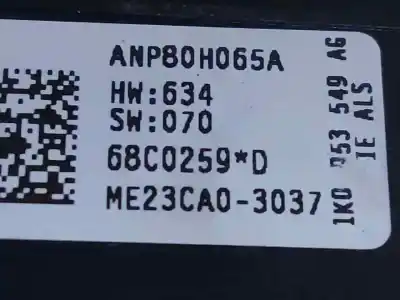 ANP80H065A
HW:634
SW:070
68C0259*D
ME23CA0-3037
1K0 953 549 AG
IE ALS